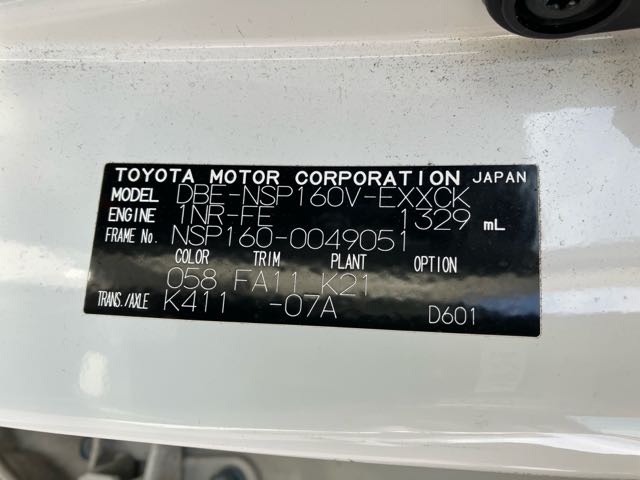 TOYOTA MOTOR CORPORATION JAPAN
MODEL DBE-NSP160V-EXXCK
ENGINE 1NR-FE 1329 mL
FRAME No. NSP160-0049051
COLOR TRIM PLANT OPTION
058 FA11 K21
TRANS./AXLE K411 -07A D601